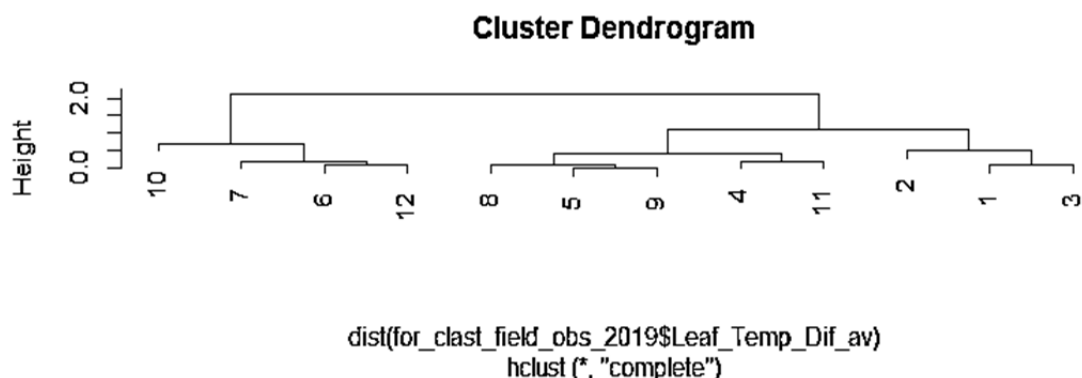 Cluster Dendrogram
Height
0.0 2.0
10 7 6 12 8 5 9 4 11 2 1 3
dist(for_clast_field_obs_2019$Leaf_Temp_Dif_av)
hclust (*, "complete")